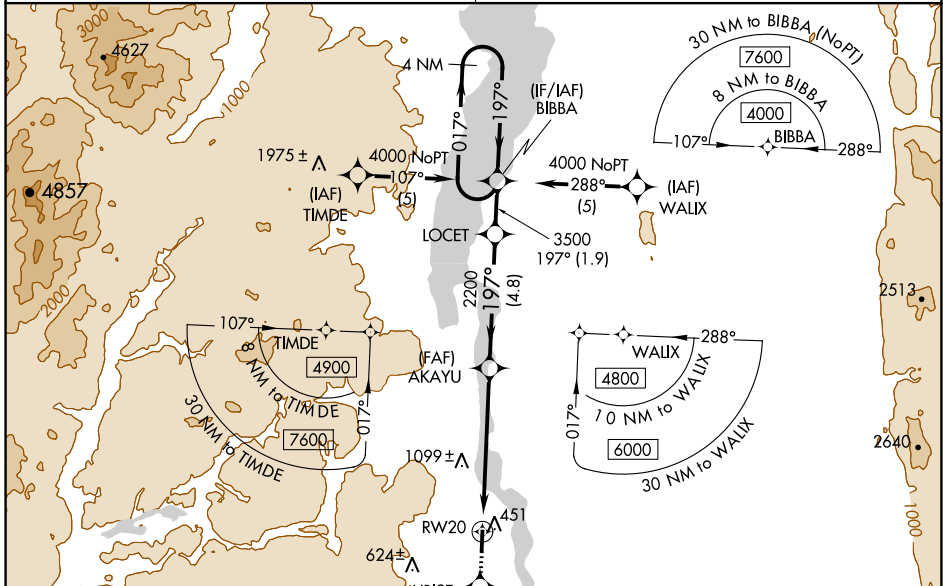 3000
4627
1000
4 NM
017°
197°
(IF/IAF)
BIBBA
30 NM to BIBBA (NoPT)
7600
8 NM to BIBBA
4000
107°
BIBBA
288°
1975 ±
4000 NoPT
107°
(5)
(IAF)
TIMDE
4000 NoPT
288°
(5)
(IAF)
WALIX
4857
LOCET
3500
197° (1.9)
2200
197°
(4.8)
2000
2513
107°
TIMDE
4900
8 NM to TIMDE
017°
7600
30 NM to TIMDE
(FAF)
AKAYU
288°
WALIX
4800
10 NM to WALIX
017°
6000
30 NM to WALIX
2640
1099 ±
1000
RW20
451
624 ±